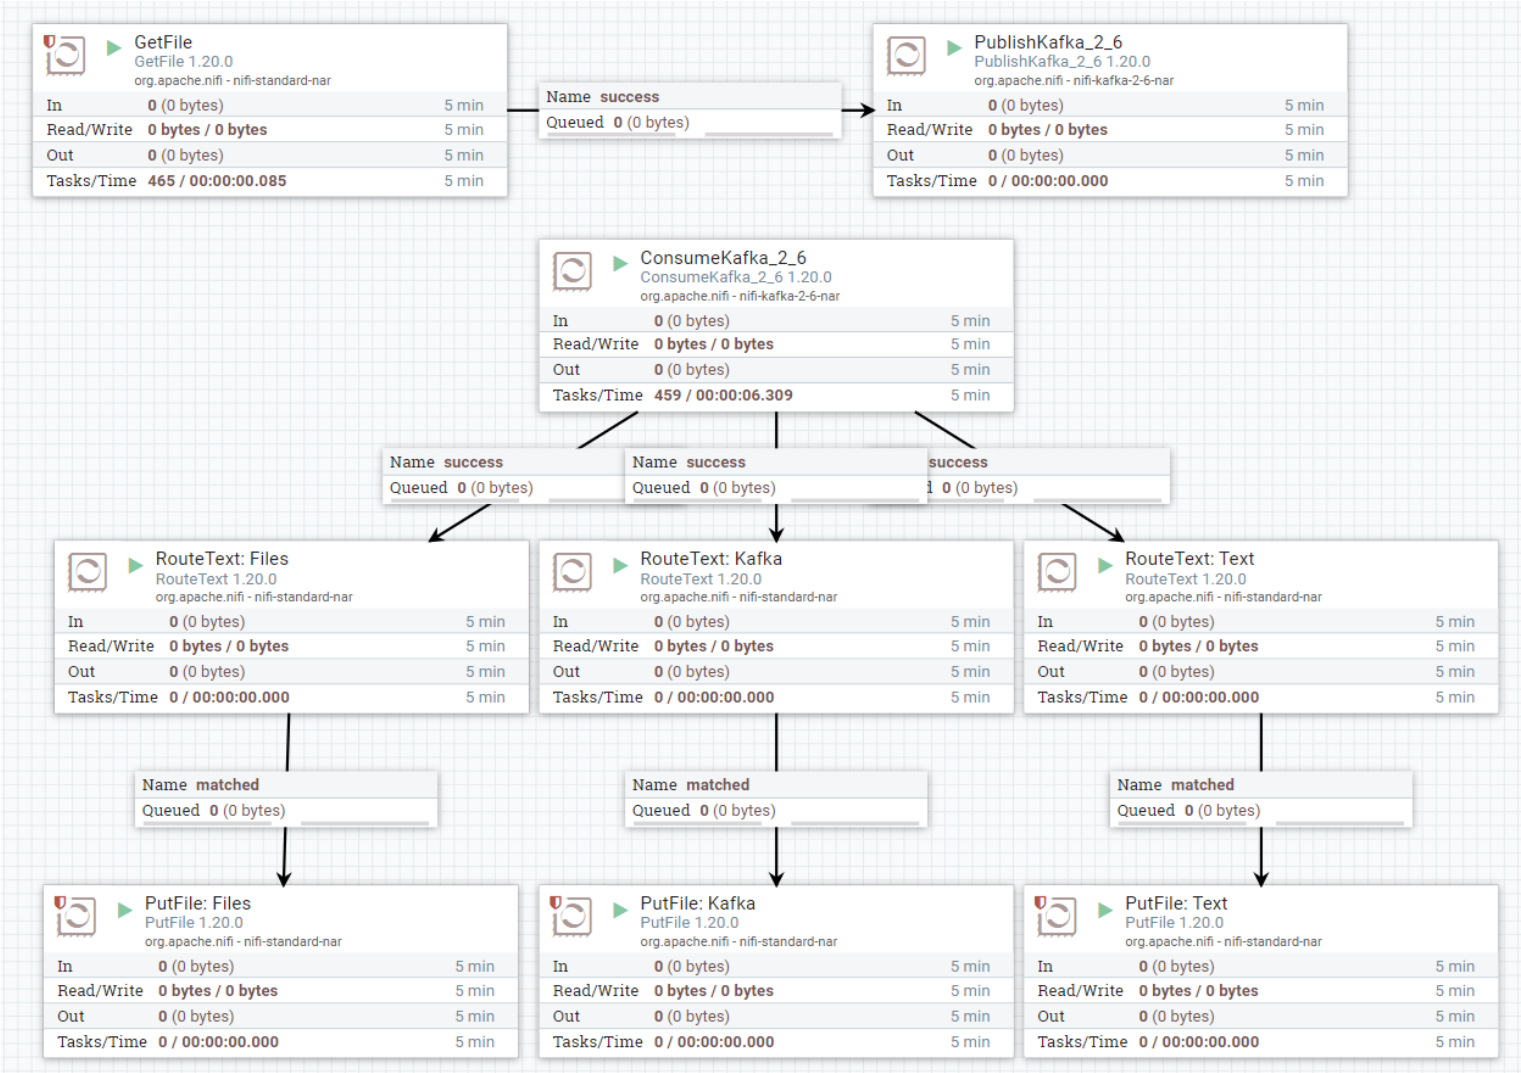 GetFile
GetFile 1.20.0
org.apache.nifi - nifi-standard-nar
In 0 (0 bytes) 5 min
Read/Write 0 bytes / 0 bytes 5 min
Out 0 (0 bytes) 5 min
Tasks/Time 465 / 00:00:00.085 5 min
Name success
Queued 0 (0 bytes)
PublishKafka_2_6
PublishKafka_2_6 1.20.0
org.apache.nifi - nifi-kafka-2-6-nar
In 0 (0 bytes) 5 min
Read/Write 0 bytes / 0 bytes 5 min
Out 0 (0 bytes) 5 min
Tasks/Time 0 / 00:00:00.000 5 min
ConsumeKafka_2_6
ConsumeKafka_2_6 1.20.0
org.apache.nifi - nifi-kafka-2-6-nar
In 0 (0 bytes) 5 min
Read/Write 0 bytes / 0 bytes 5 min
Out 0 (0 bytes) 5 min
Tasks/Time 459 / 00:00:06.309 5 min
Name success
Queued 0 (0 bytes)
Name success
Queued 0 (0 bytes)
success
0 (0 bytes)
RouteText: Files
RouteText 1.20.0
org.apache.nifi - nifi-standard-nar
In 0 (0 bytes) 5 min
Read/Write 0 bytes / 0 bytes 5 min
Out 0 (0 bytes) 5 min
Tasks/Time 0 / 00:00:00.000 5 min
RouteText: Kafka
RouteText 1.20.0
org.apache.nifi - nifi-standard-nar
In 0 (0 bytes) 5 min
Read/Write 0 bytes / 0 bytes 5 min
Out 0 (0 bytes) 5 min
Tasks/Time 0 / 00:00:00.000 5 min
RouteText: Text
RouteText 1.20.0
org.apache.nifi - nifi-standard-nar
In 0 (0 bytes) 5 min
Read/Write 0 bytes / 0 bytes 5 min
Out 0 (0 bytes) 5 min
Tasks/Time 0 / 00:00:00.000 5 min
Name matched
Queued 0 (0 bytes)
Name matched
Queued 0 (0 bytes)
Name matched
Queued 0 (0 bytes)
PutFile: Files
PutFile 1.20.0
org.apache.nifi - nifi-standard-nar
In 0 (0 bytes) 5 min
Read/Write 0 bytes / 0 bytes 5 min
Out 0 (0 bytes) 5 min
Tasks/Time 0 / 00:00:00.000 5 min
PutFile: Kafka
PutFile 1.20.0
org.apache.nifi - nifi-standard-nar
In 0 (0 bytes) 5 min
Read/Write 0 bytes / 0 bytes 5 min
Out 0 (0 bytes) 5 min
Tasks/Time 0 / 00:00:00.000 5 min
PutFile: Text
PutFile 1.20.0
org.apache.nifi - nifi-standard-nar
In 0 (0 bytes) 5 min
Read/Write 0 bytes / 0 bytes 5 min
Out 0 (0 bytes) 5 min
Tasks/Time 0 / 00:00:00.000 5 min